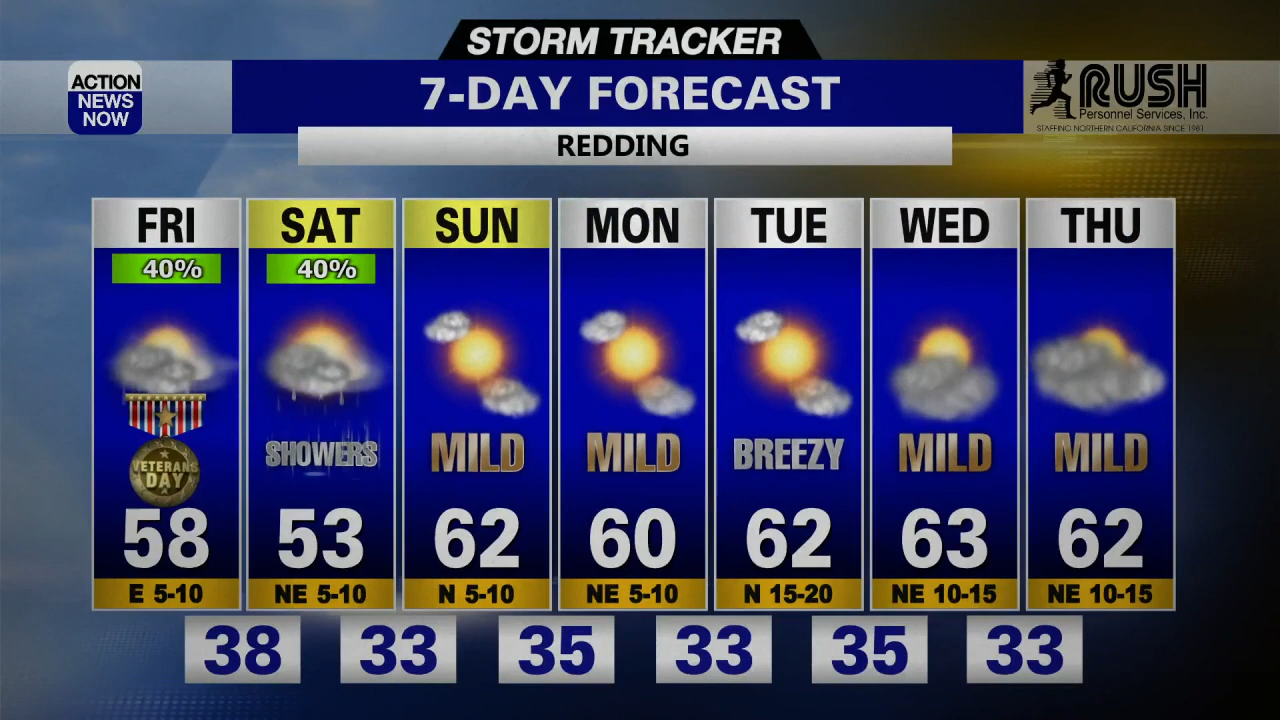 STORM TRACKER
ACTION
NEWS
NOW
7-DAY FORECAST
RUSH
Personnel Services, Inc.
STAFFING NORTHERN CALIFORNIA SINCE 1981
REDDING
FRI SAT SUN MON TUE WED THU
40% 40%
SHOWERS MILD MILD BREEZY MILD MILD
VETERANS
DAY
58 53 62 60 62 63 62
E 5-10 NE 5-10 N 5-10 NE 5-10 N 15-20 NE 10-15 NE 10-15
38 33 35 33 35 33